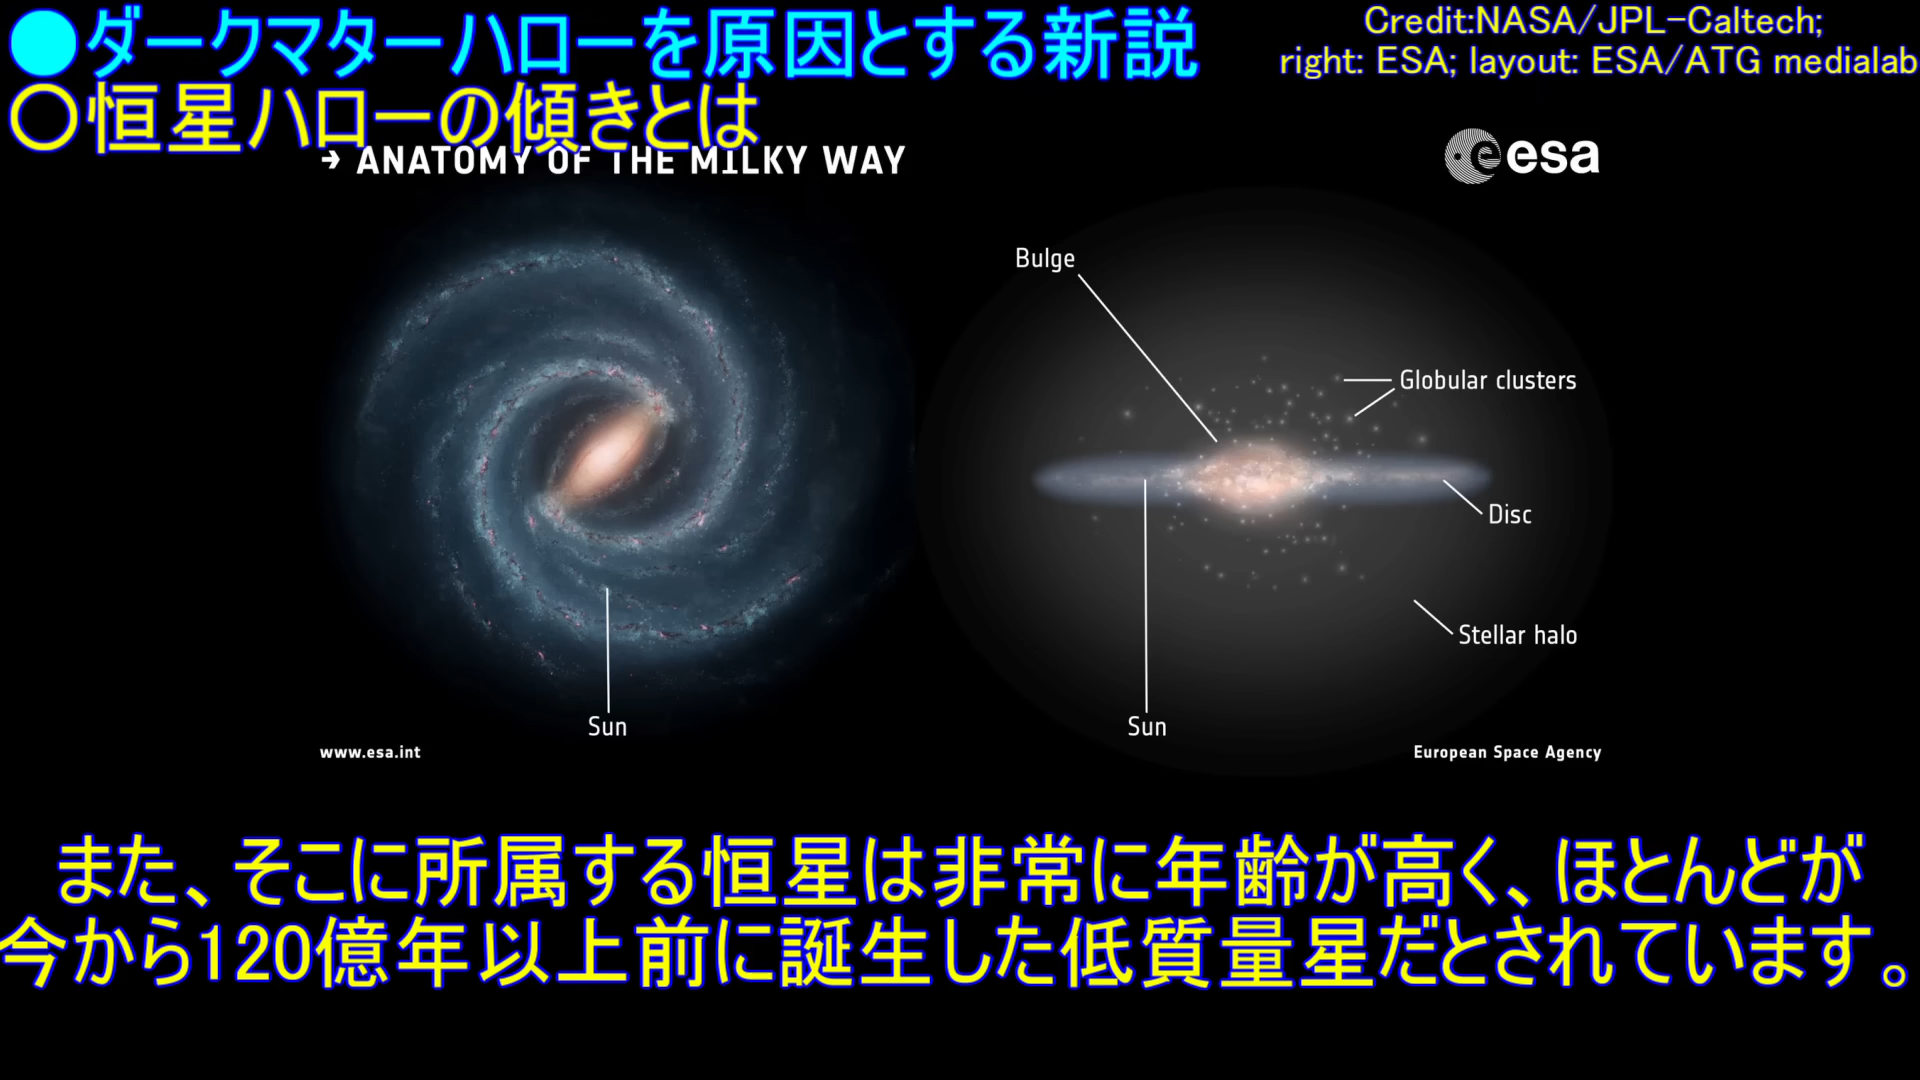 ●ダークマターハローを原因とする新説
Credit:NASA/JPL-Caltech;
right: ESA; layout: ESA/ATG medialab
〇恒星ハローの傾きとは
→ ANATOMY OF THE MILKY WAY
esa
Bulge
Globular clusters
Disc
Stellar halo
Sun
Sun
www.esa.int
European Space Agency
また、そこに所属する恒星は非常に年齢が高く、ほとんどが
今から120億年以上前に誕生した低質量星だとされています。